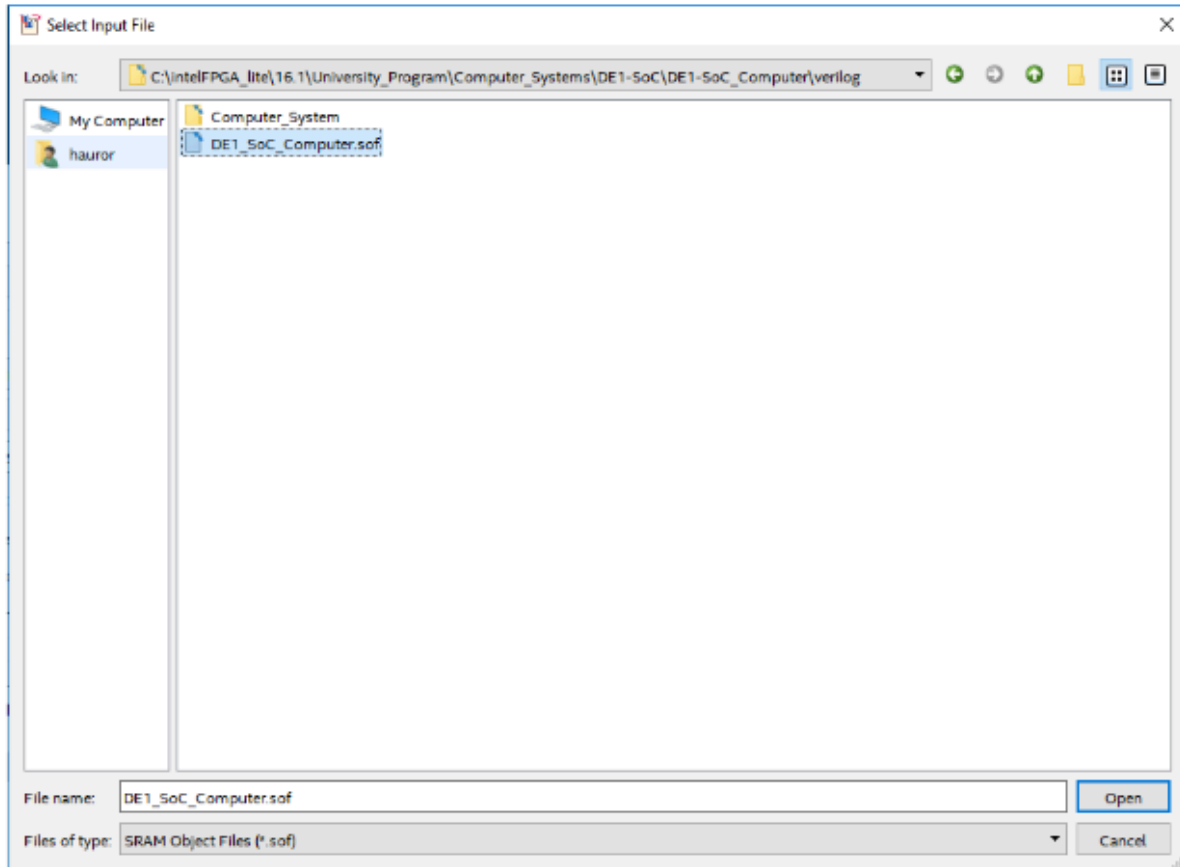 Select Input File
Look in: C:\intelFPGA_lite\16.1\University_Program\Computer_Systems\DE1-SoC\DE1-SoC_Computer\verilog
My Computer
hauror
Computer_System
DE1_SoC_Computer.sof
File name: DE1_SoC_Computer.sof Open
Files of type: SRAM Object Files (*.sof) Cancel